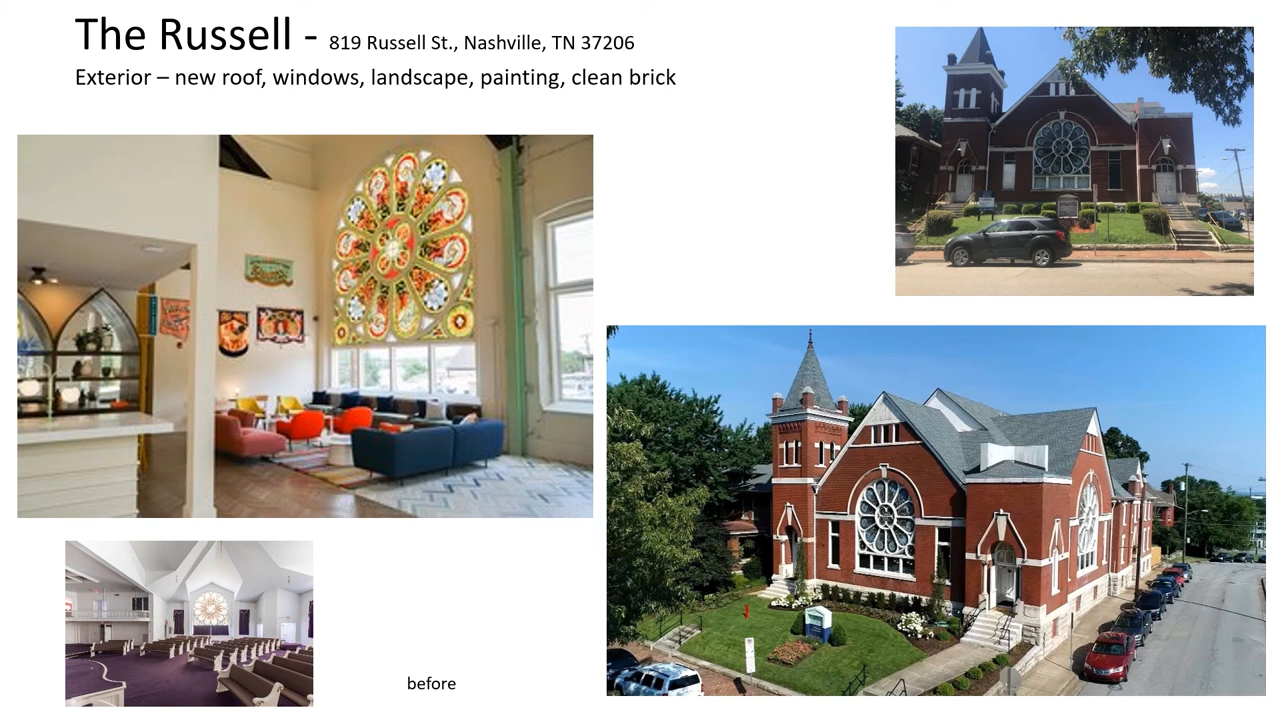 The Russell - 819 Russell St., Nashville, TN 37206
Exterior – new roof, windows, landscape, painting, clean brick
before